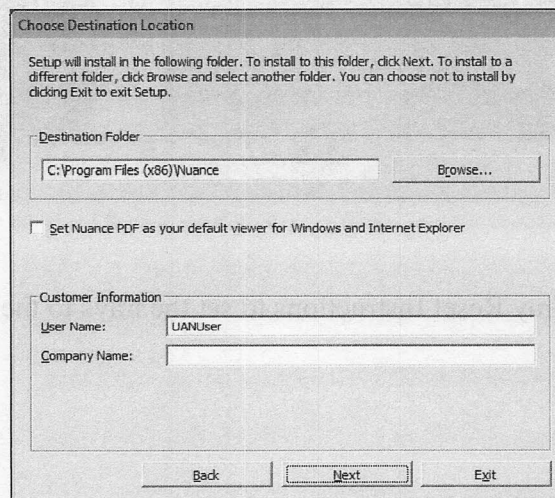 Choose Destination Location
Setup will install in the following folder. To install to this folder, click Next. To install to a
different folder, click Browse and select another folder. You can choose not to install by
clicking Exit to exit Setup.
Destination Folder
C:\Program Files (x86)\Nuance
Browse...
Set Nuance PDF as your default viewer for Windows and Internet Explorer
Customer Information
User Name:
UANUser
Company Name:
Back
Next
Exit